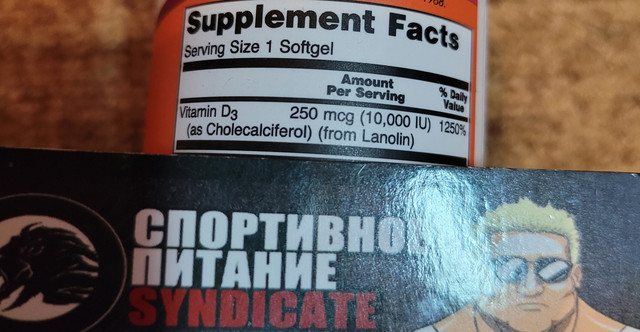 Supplement Facts
Serving Size 1 Softgel
Amount Per Serving
% Daily Value
Vitamin D3 250 mcg (10,000 IU) 1250%
(as Cholecalciferol) (from Lanolin)
СПОРТИВНОЕ
ПИТАНИЕ
SYNDICATE